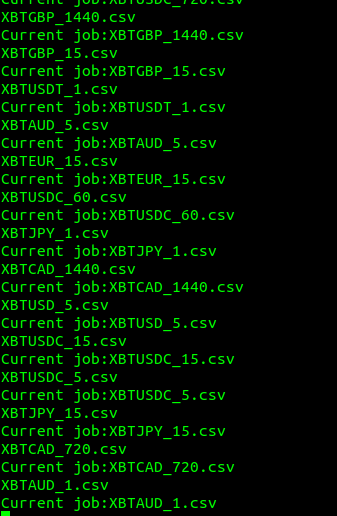 Current job:XBTUSDC_720.csv
XBTGBP_1440.csv
Current job:XBTGBP_1440.csv
XBTGBP_15.csv
Current job:XBTGBP_15.csv
XBTUSDT_1.csv
Current job:XBTUSDT_1.csv
XBTAUD_5.csv
Current job:XBTAUD_5.csv
XBTEUR_15.csv
Current job:XBTEUR_15.csv
XBTUSDC_60.csv
Current job:XBTUSDC_60.csv
XBTJPY_1.csv
Current job:XBTJPY_1.csv
XBTCAD_1440.csv
Current job:XBTCAD_1440.csv
XBTUSD_5.csv
Current job:XBTUSD_5.csv
XBTUSDC_15.csv
Current job:XBTUSDC_15.csv
XBTUSDC_5.csv
Current job:XBTUSDC_5.csv
XBTJPY_15.csv
Current job:XBTJPY_15.csv
XBTCAD_720.csv
Current job:XBTCAD_720.csv
XBTAUD_1.csv
Current job:XBTAUD_1.csv